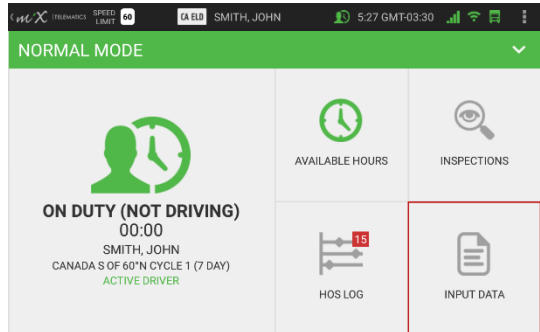 mix TELEMATICS SPEED LIMIT 60 CA ELD SMITH, JOHN 5:27 GMT-03:30
NORMAL MODE
AVAILABLE HOURS
INSPECTIONS
ON DUTY (NOT DRIVING)
00:00
SMITH, JOHN
CANADA S OF 60°N CYCLE 1 (7 DAY)
ACTIVE DRIVER
15
HOS LOG
INPUT DATA